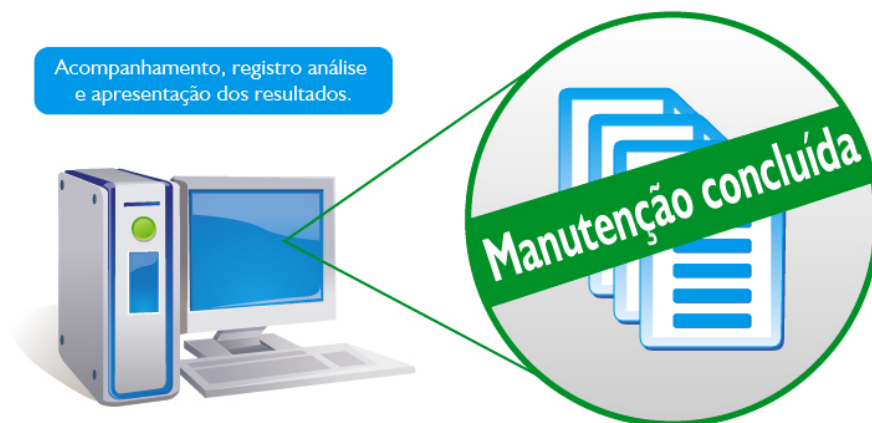 Acompanhamento, registro análise
e apresentação dos resultados.
Manutenção concluída